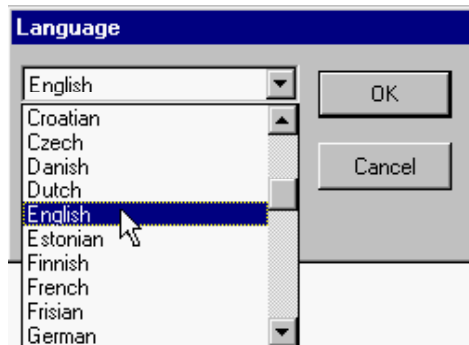 Language
English
OK
Croatian
Czech
Danish
Cancel
Dutch
English
Estonian
Finnish
French
Frisian
German